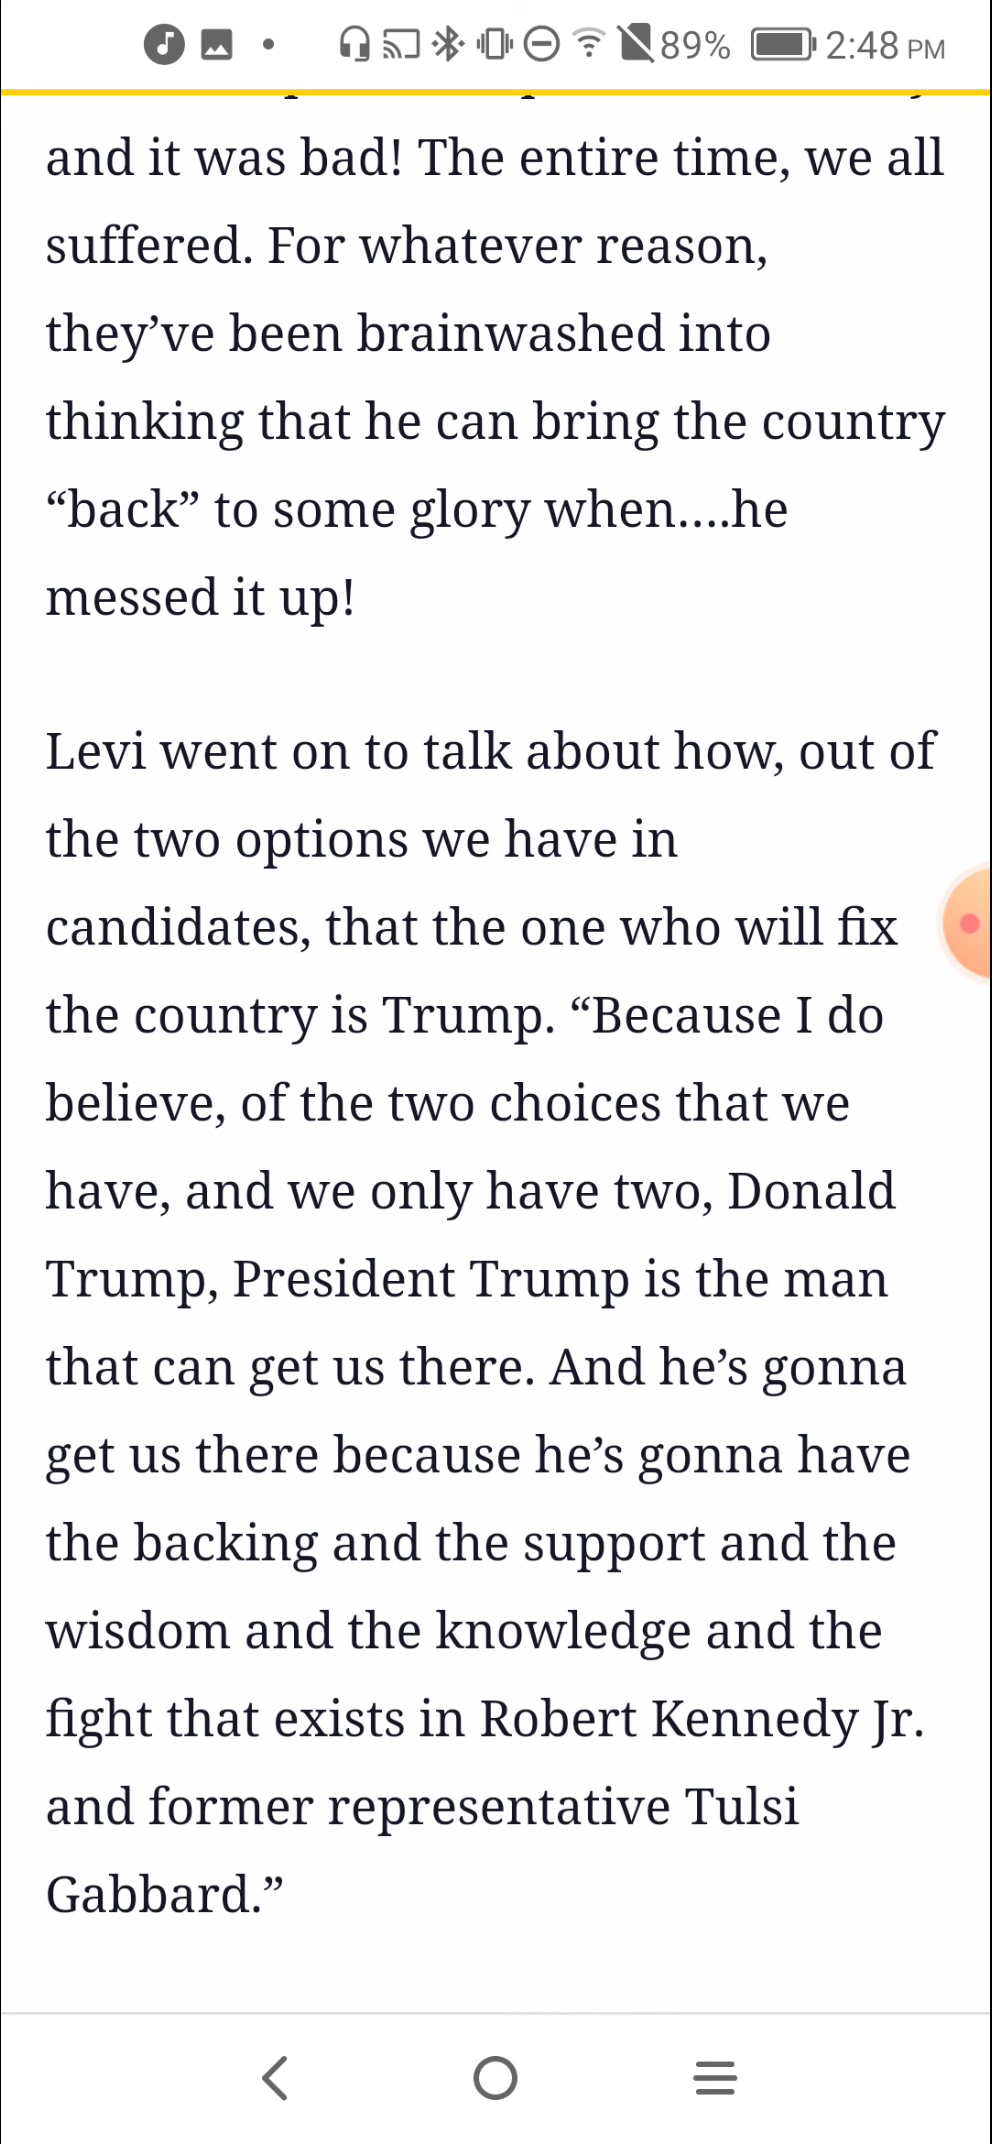 89% 2:48 PM
and it was bad! The entire time, we all
suffered. For whatever reason,
they’ve been brainwashed into
thinking that he can bring the country
“back” to some glory when....he
messed it up!
Levi went on to talk about how, out of
the two options we have in
candidates, that the one who will fix
the country is Trump. “Because I do
believe, of the two choices that we
have, and we only have two, Donald
Trump, President Trump is the man
that can get us there. And he’s gonna
get us there because he’s gonna have
the backing and the support and the
wisdom and the knowledge and the
fight that exists in Robert Kennedy Jr.
and former representative Tulsi
Gabbard.”